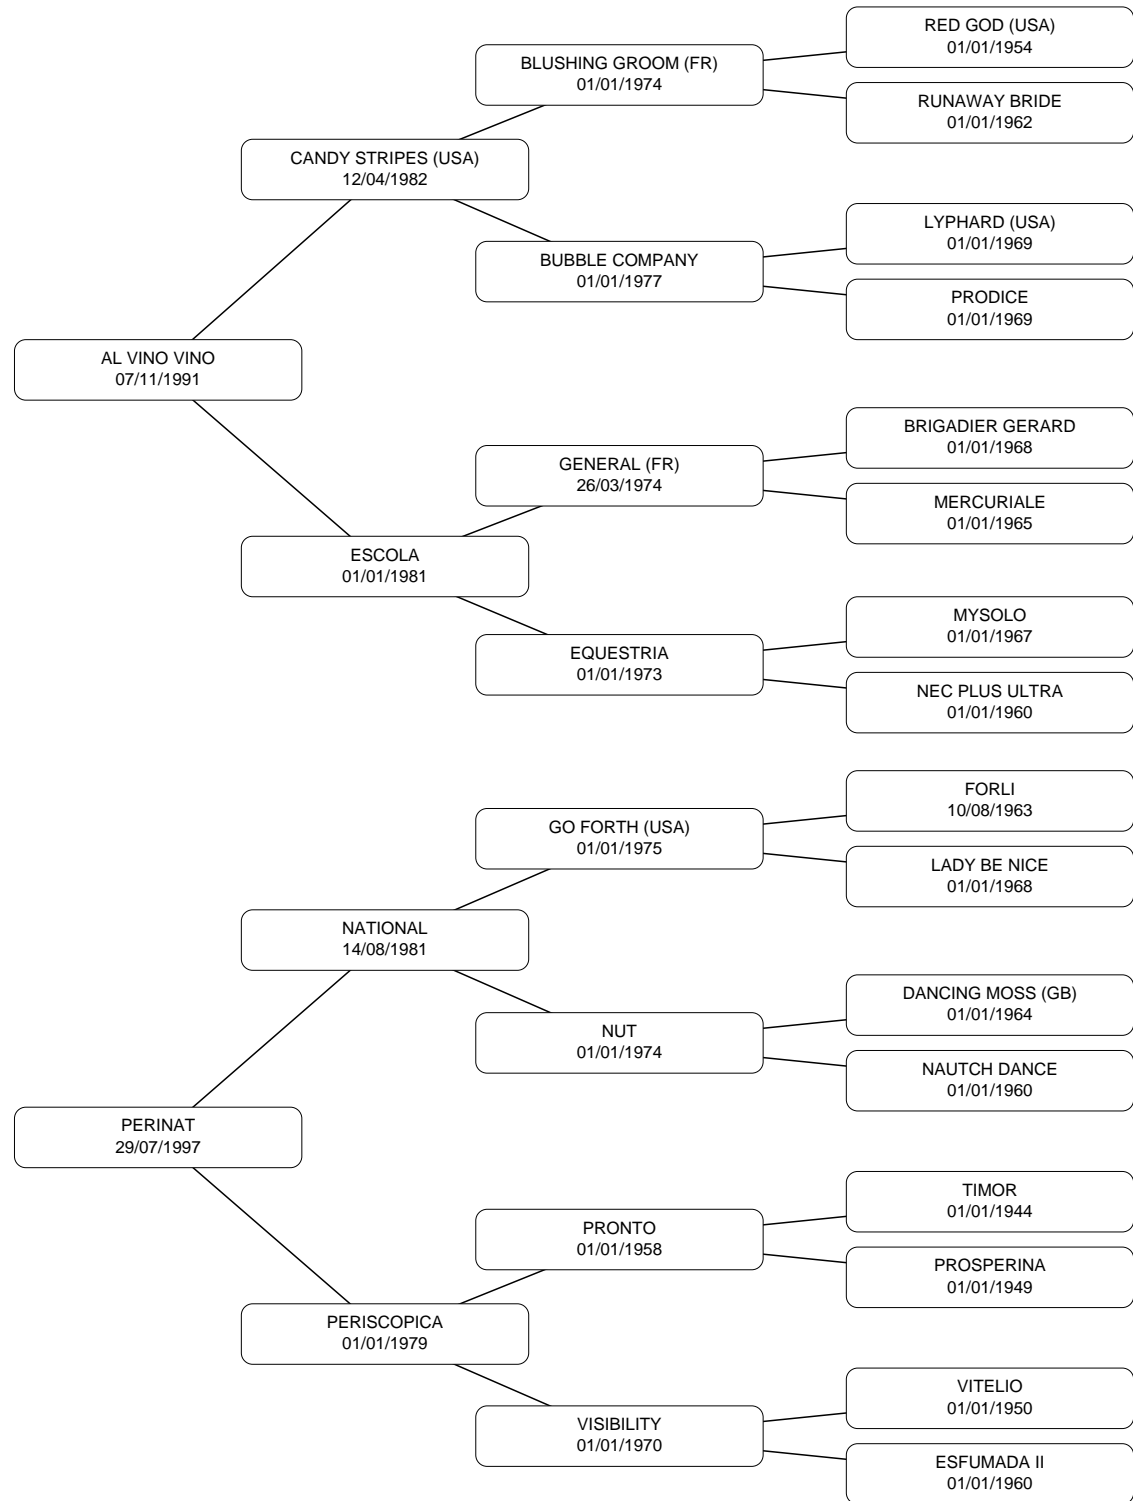 RED GOD (USA)
01/01/1954
BLUSHING GROOM (FR)
01/01/1974
RUNAWAY BRIDE
01/01/1962
CANDY STRIPES (USA)
12/04/1982
LYPHARD (USA)
01/01/1969
BUBBLE COMPANY
01/01/1977
PRODICE
01/01/1969
AL VINO VINO
07/11/1991
BRIGADIER GERARD
01/01/1968
GENERAL (FR)
26/03/1974
MERCURIALE
01/01/1965
ESCOLA
01/01/1981
MYSOLO
01/01/1967
EQUESTRIA
01/01/1973
NEC PLUS ULTRA
01/01/1960
FORLI
10/08/1963
GO FORTH (USA)
01/01/1975
LADY BE NICE
01/01/1968
NATIONAL
14/08/1981
DANCING MOSS (GB)
01/01/1964
NUT
01/01/1974
NAUTCH DANCE
01/01/1960
PERINAT
29/07/1997
TIMOR
01/01/1944
PRONTO
01/01/1958
PROSPERINA
01/01/1949
PERISCOPICA
01/01/1979
VITELIO
01/01/1950
VISIBILITY
01/01/1970
ESFUMADA II
01/01/1960